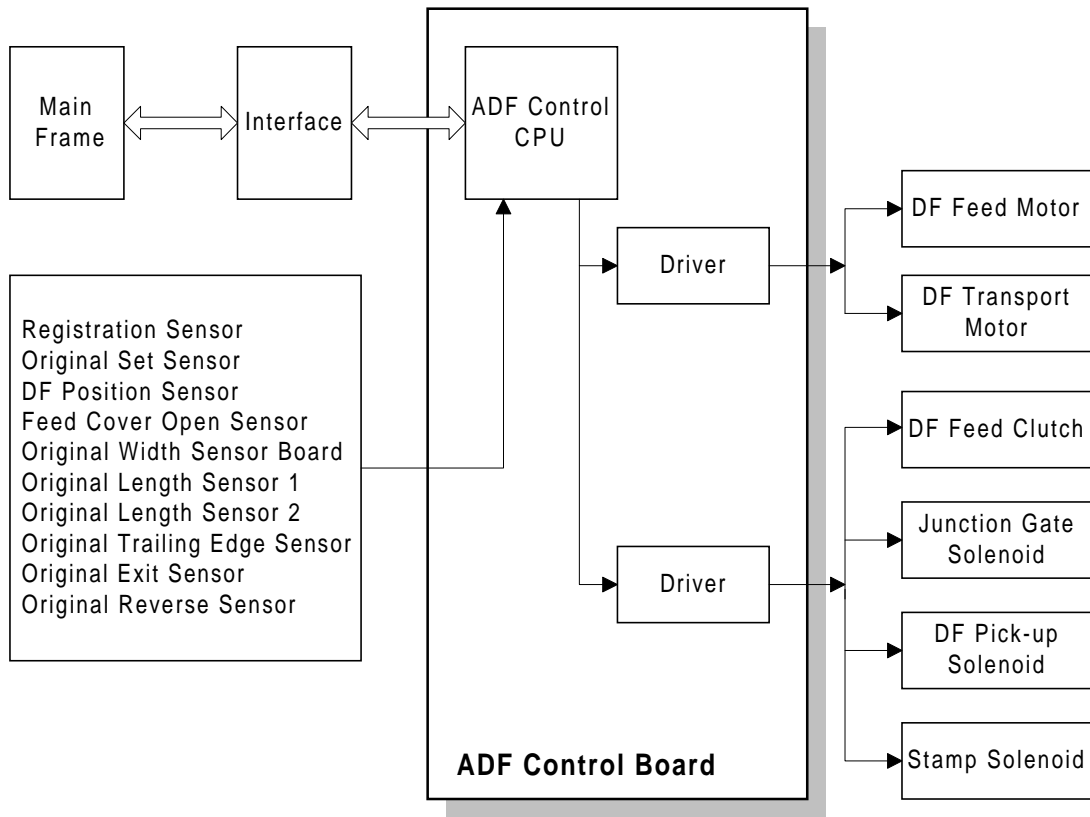 Main
Frame
Interface
ADF Control
CPU
Driver
DF Feed Motor
DF Transport
Motor
Registration Sensor
Original Set Sensor
DF Position Sensor
Feed Cover Open Sensor
Original Width Sensor Board
Original Length Sensor 1
Original Length Sensor 2
Original Trailing Edge Sensor
Original Exit Sensor
Original Reverse Sensor
Driver
DF Feed Clutch
Junction Gate
Solenoid
DF Pick-up
Solenoid
Stamp Solenoid
ADF Control Board